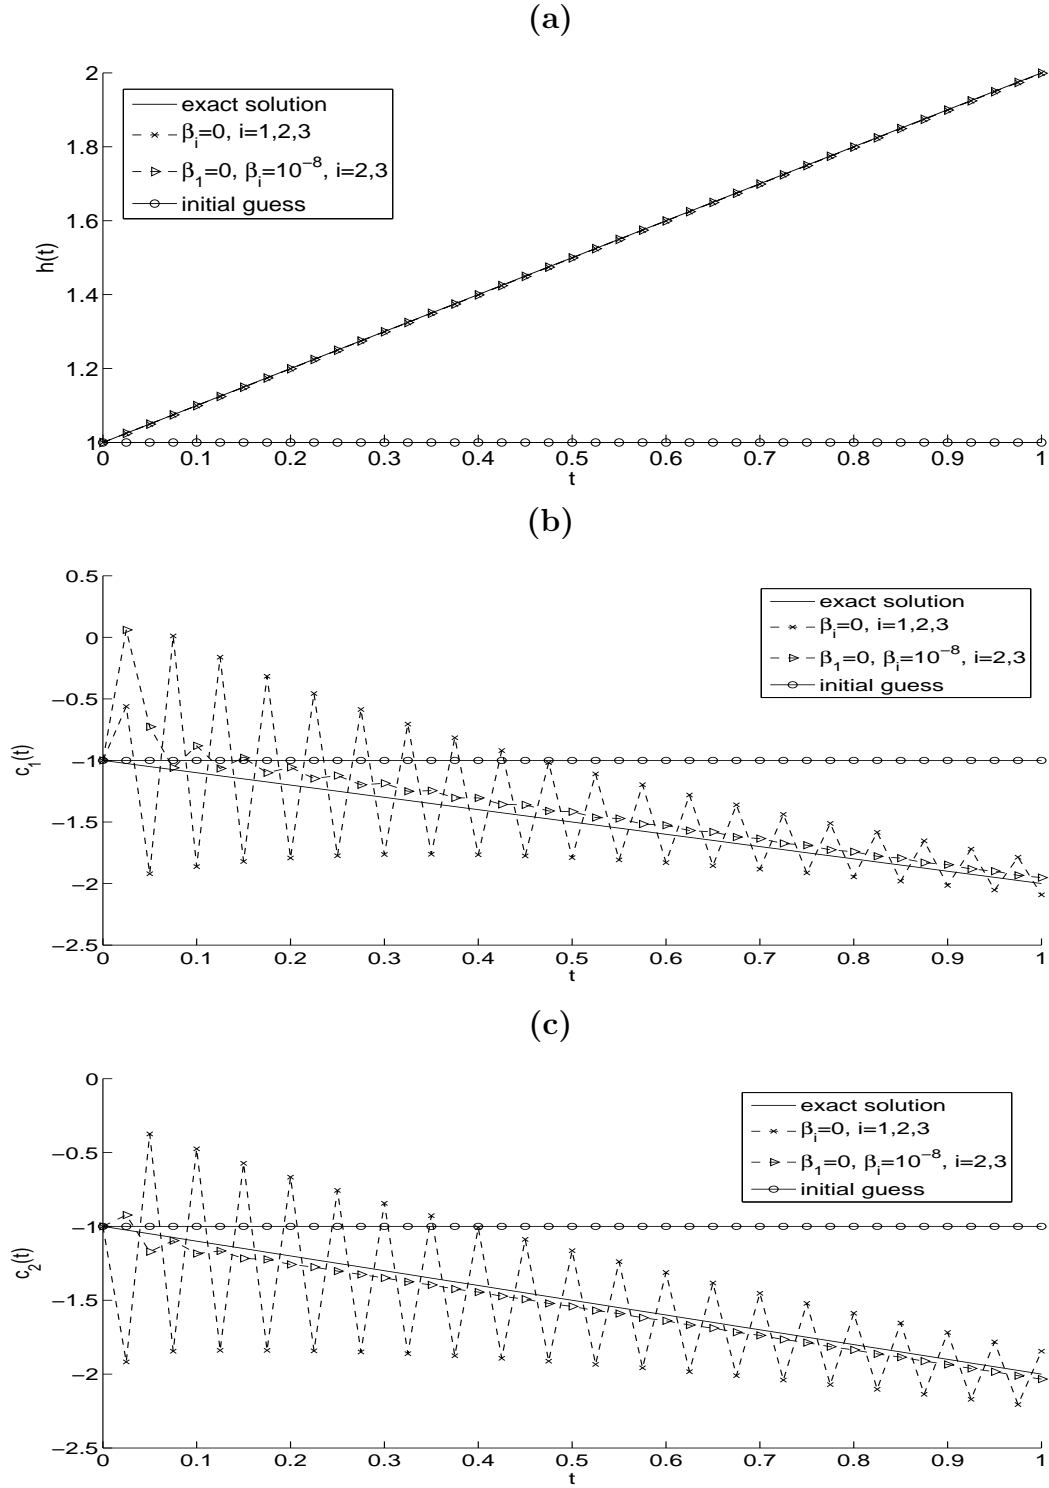 (a)
2
1.8
1.6
1.4
1.2
1
h(t)
exact solution
β_i=0, i=1,2,3
β_1=0, β_i=10^{-8}, i=2,3
initial guess
0 0.1 0.2 0.3 0.4 0.5 0.6 0.7 0.8 0.9 1
t
(b)
0.5
0
−0.5
−1
−1.5
−2
−2.5
c_1(t)
exact solution
β_i=0, i=1,2,3
β_1=0, β_i=10^{-8}, i=2,3
initial guess
0 0.1 0.2 0.3 0.4 0.5 0.6 0.7 0.8 0.9 1
t
(c)
0
−0.5
−1
−1.5
−2
−2.5
c_2(t)
exact solution
β_i=0, i=1,2,3
β_1=0, β_i=10^{-8}, i=2,3
initial guess
0 0.1 0.2 0.3 0.4 0.5 0.6 0.7 0.8 0.9 1
t